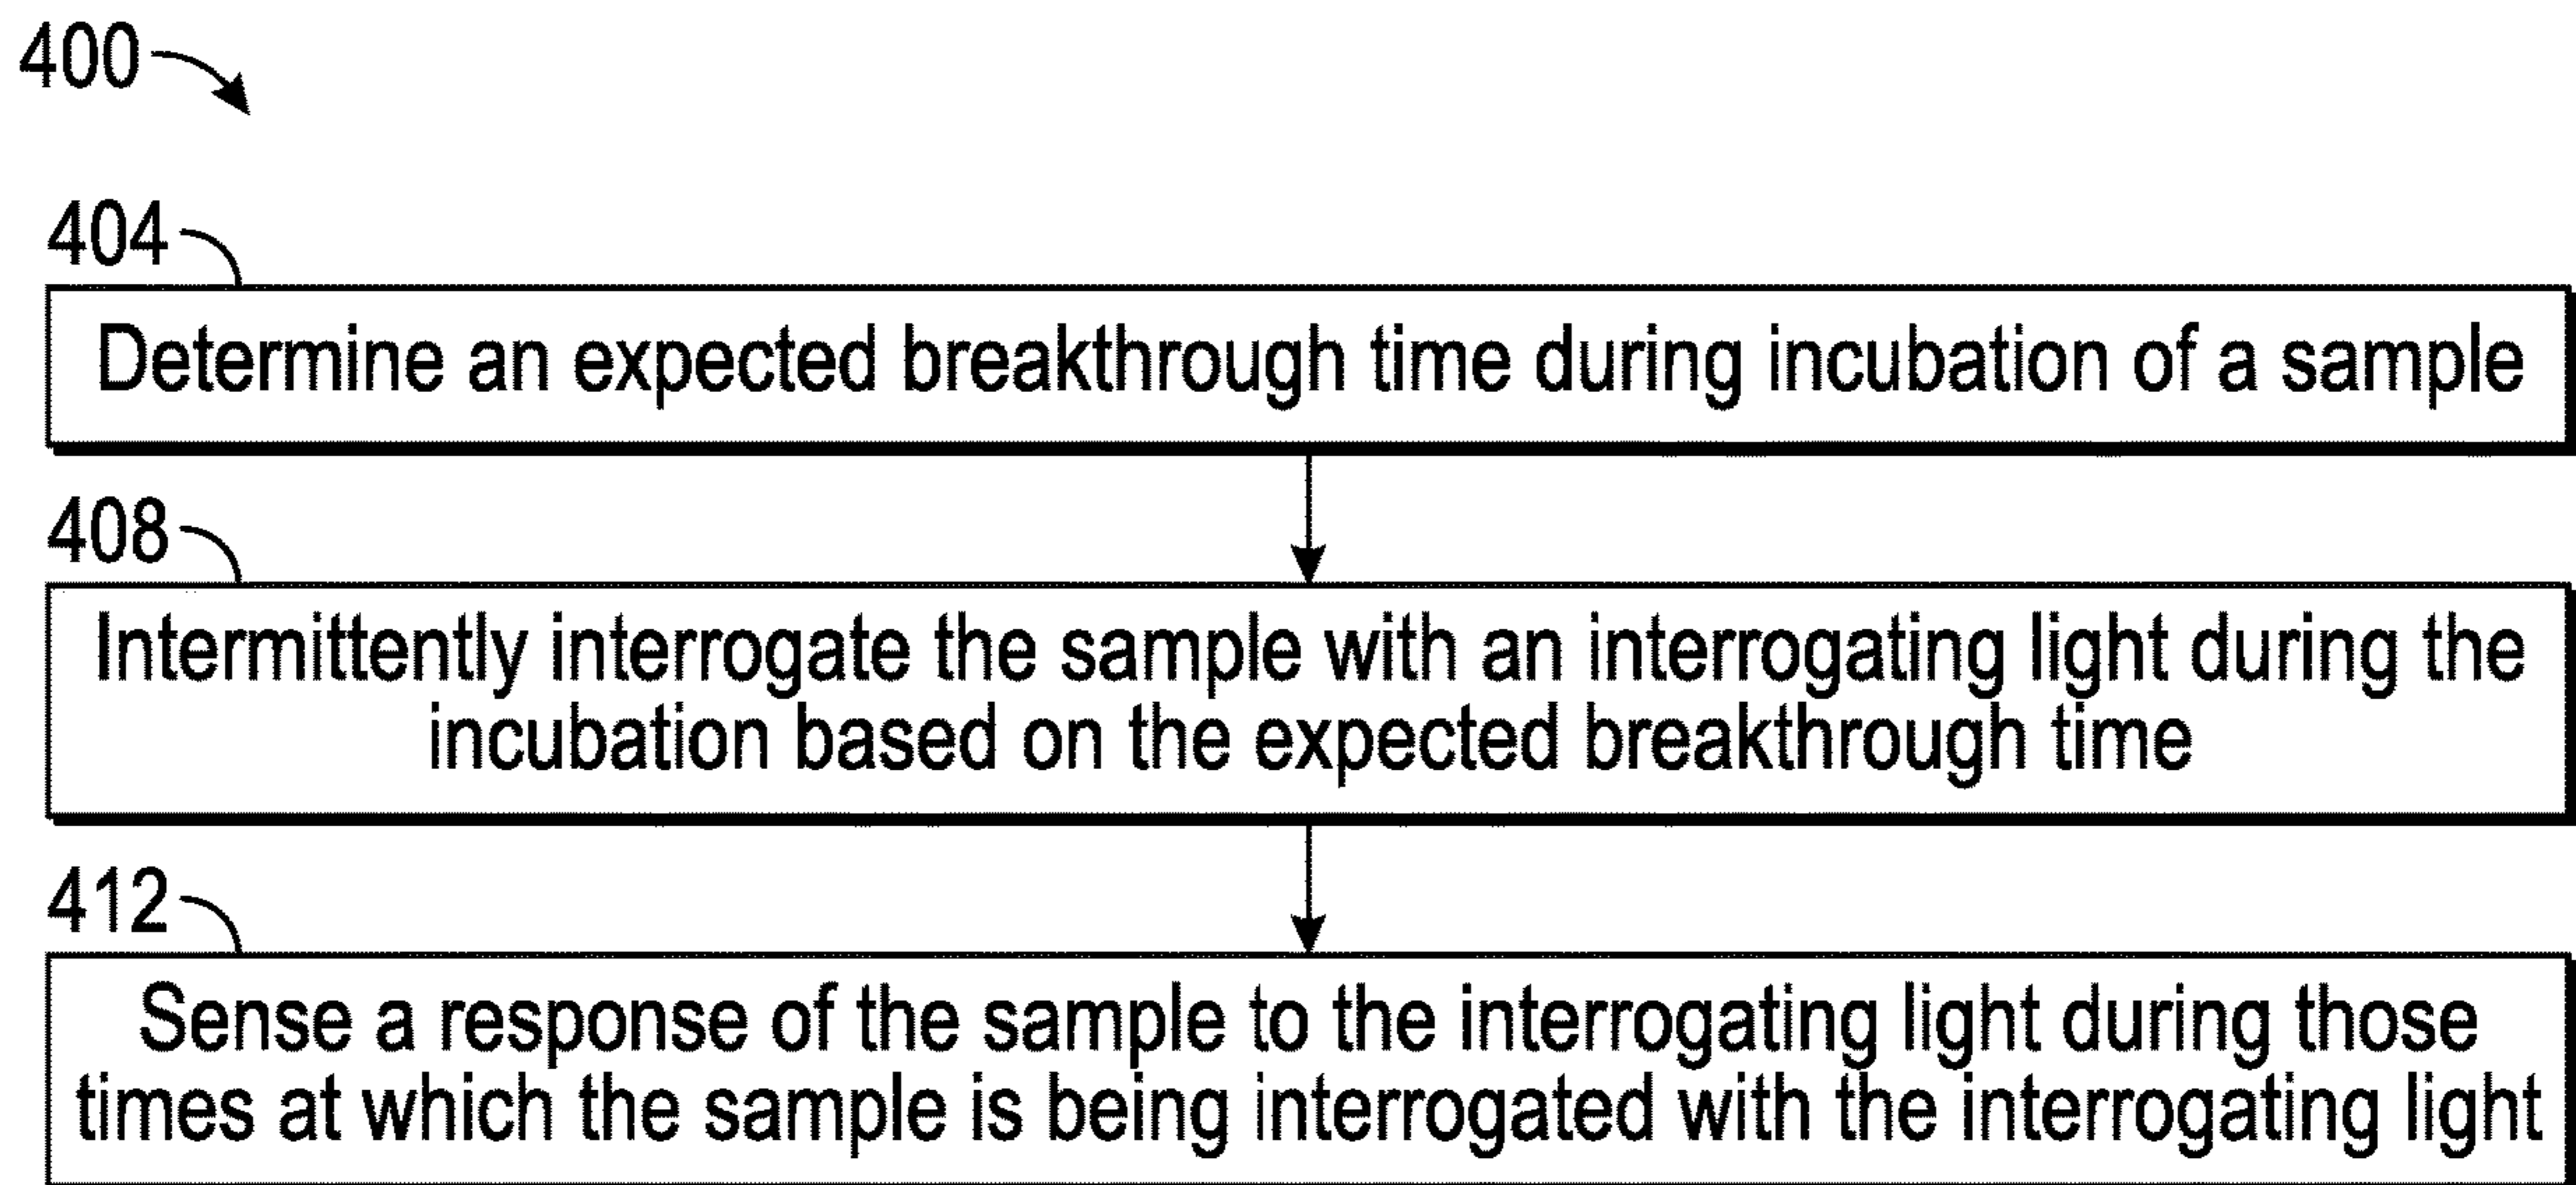 400
404
Determine an expected breakthrough time during incubation of a sample
408
Intermittently interrogate the sample with an interrogating light during the
incubation based on the expected breakthrough time
412
Sense a response of the sample to the interrogating light during those
times at which the sample is being interrogated with the interrogating light